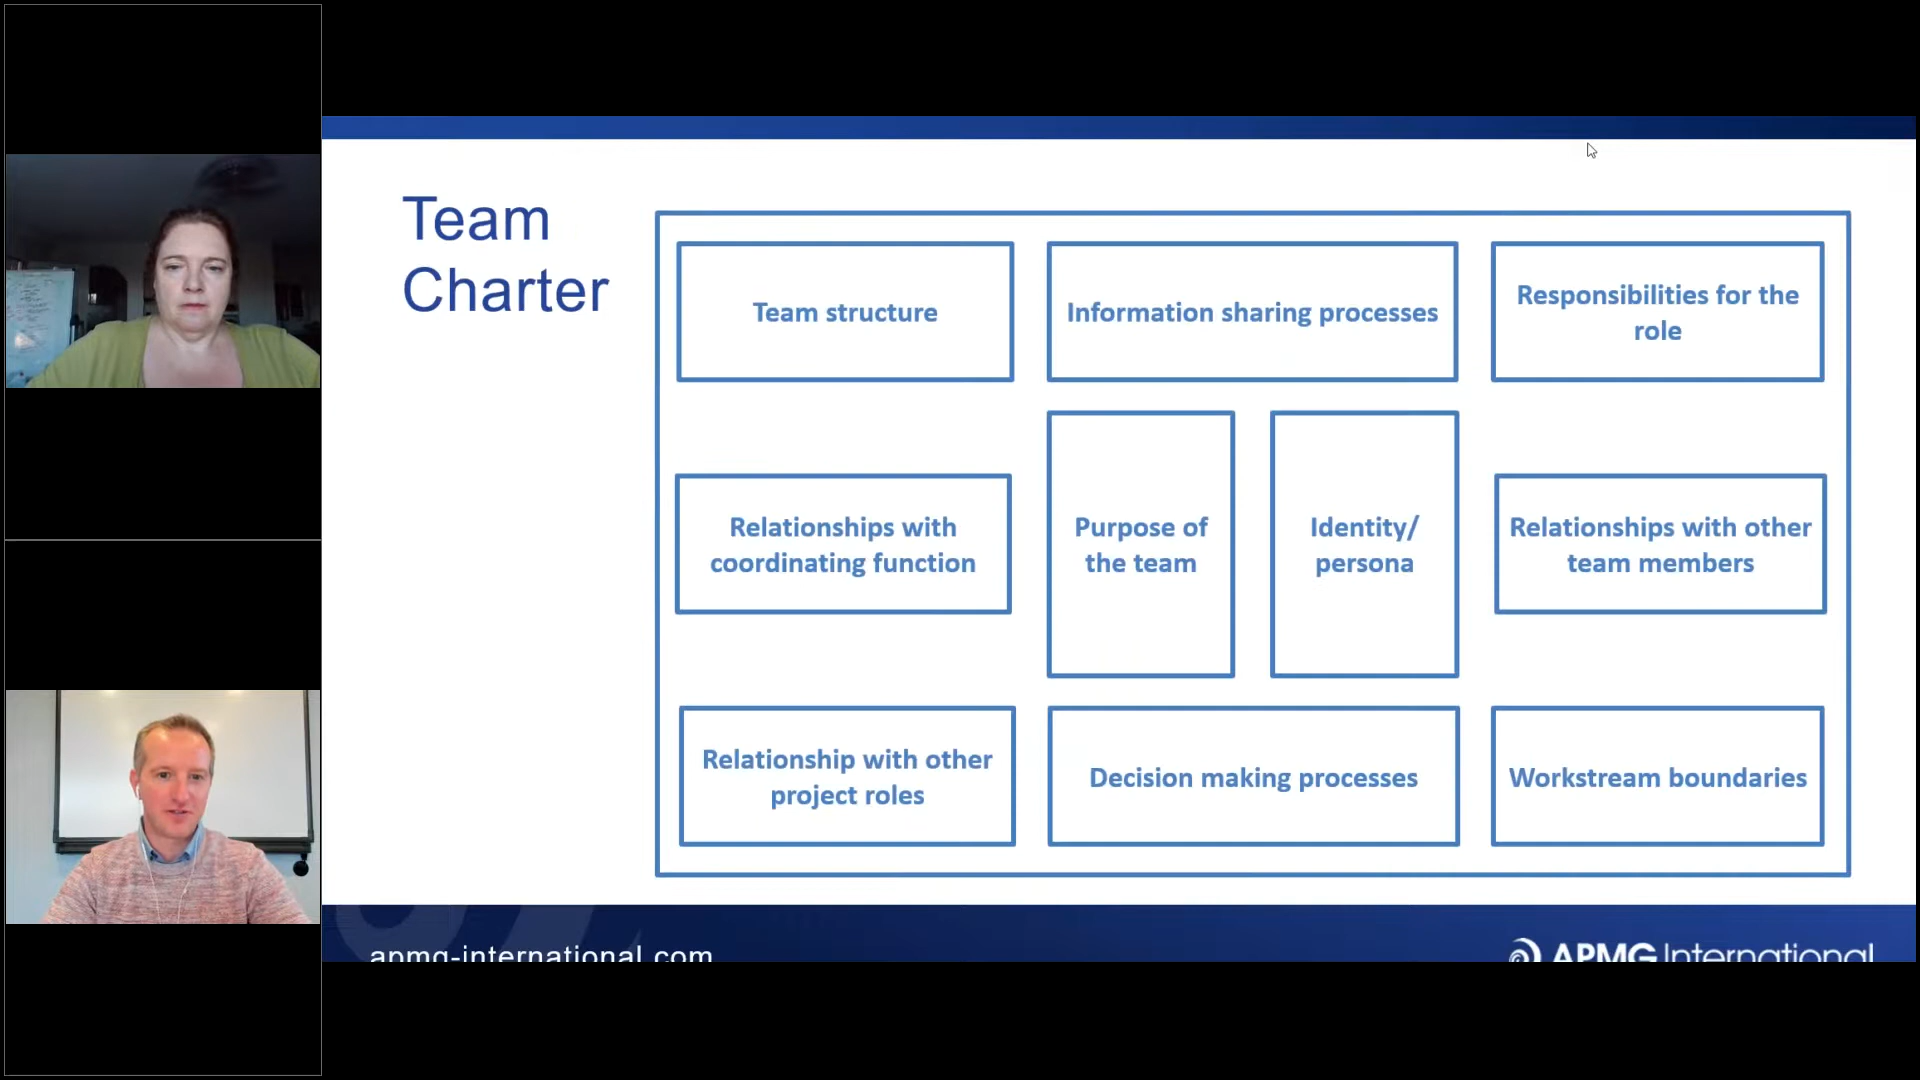 Team
Charter
Team structure
Information sharing processes
Responsibilities for the
role
Relationships with
coordinating function
Purpose of
the team
Identity/
persona
Relationships with other
team members
Relationship with other
project roles
Decision making processes
Workstream boundaries
apmg-international.com
APMG International